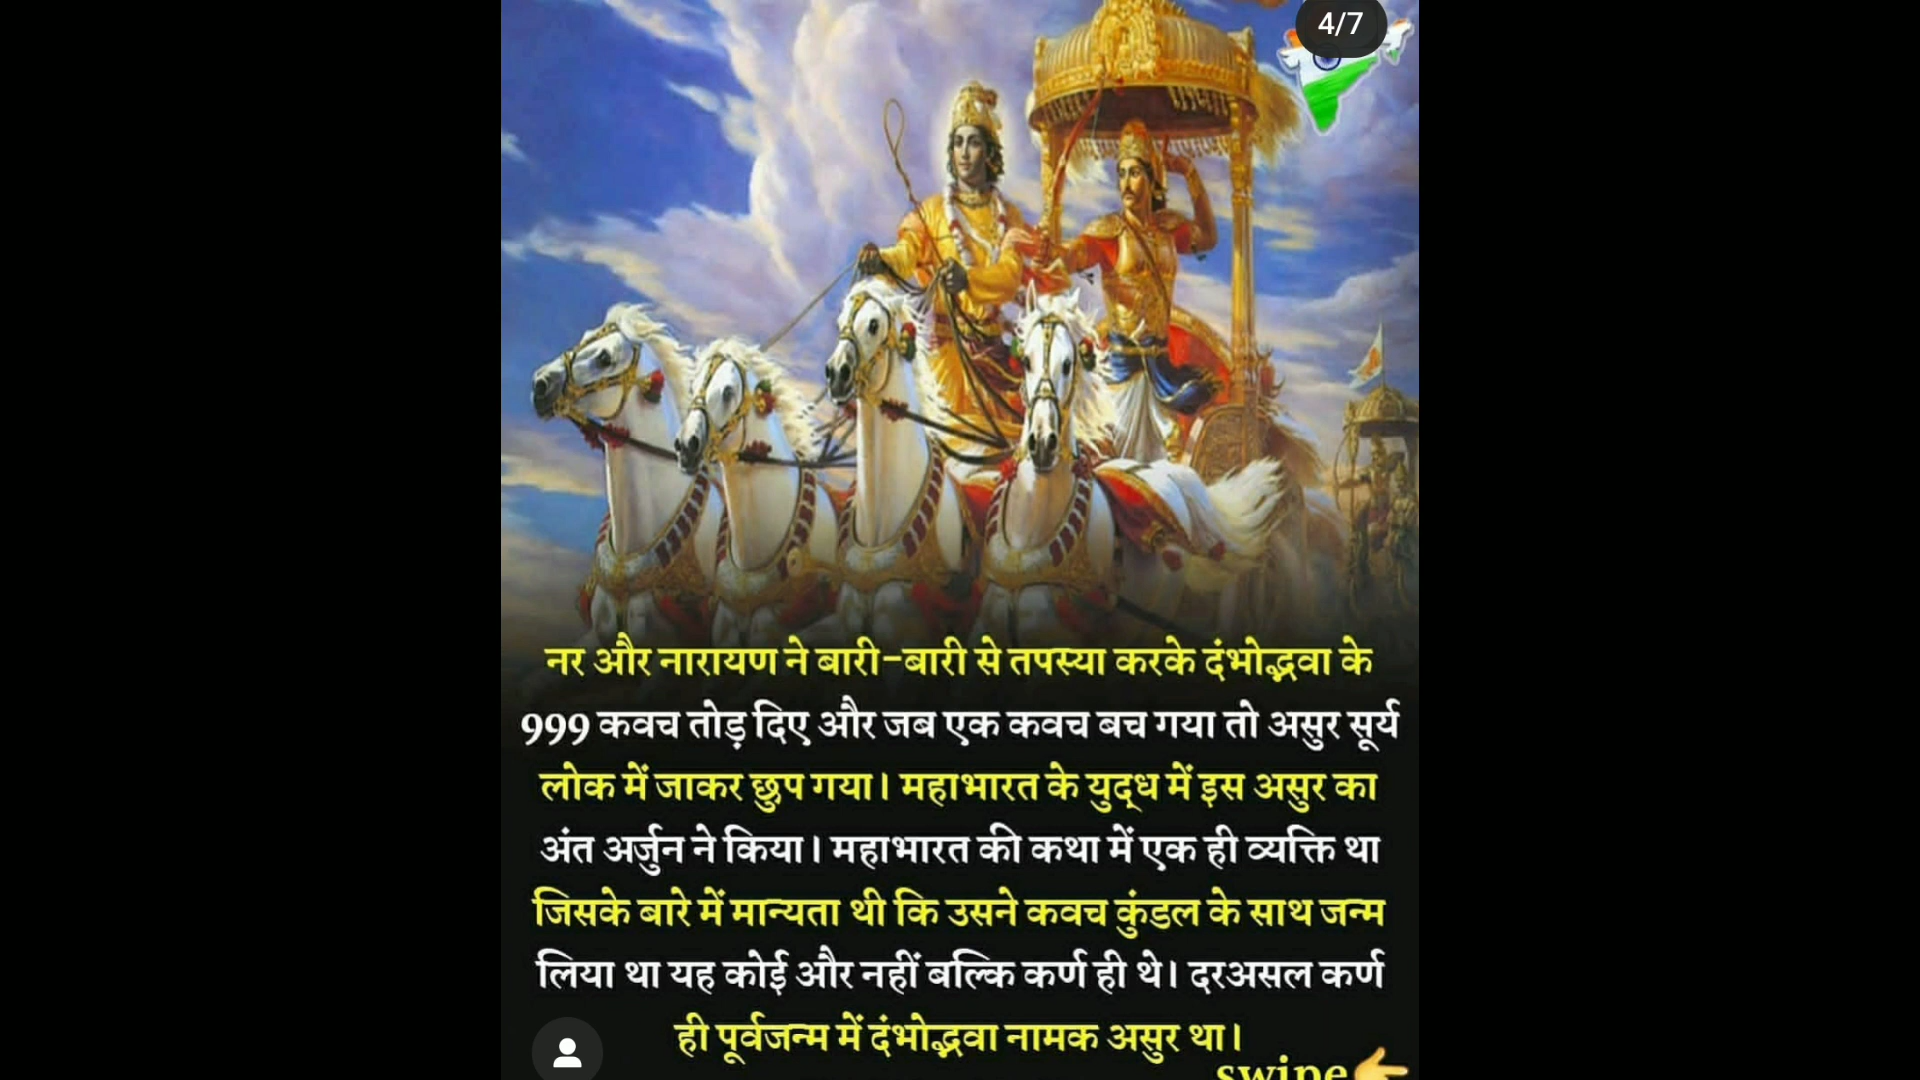 4/7
नर और नारायण ने बारी-बारी से तपस्या करके दंभोद्भवा के
999 कवच तोड़ दिए और जब एक कवच बच गया तो असुर सूर्य
लोक में जाकर छुप गया। महाभारत के युद्ध में इस असुर का
अंत अर्जुन ने किया। महाभारत की कथा में एक ही व्यक्ति था
जिसके बारे में मान्यता थी कि उसने कवच कुंडल के साथ जन्म
लिया था यह कोई और नहीं बल्कि कर्ण ही थे। दरअसल कर्ण
ही पूर्वजन्म में दंभोद्भवा नामक असुर था।
swipe